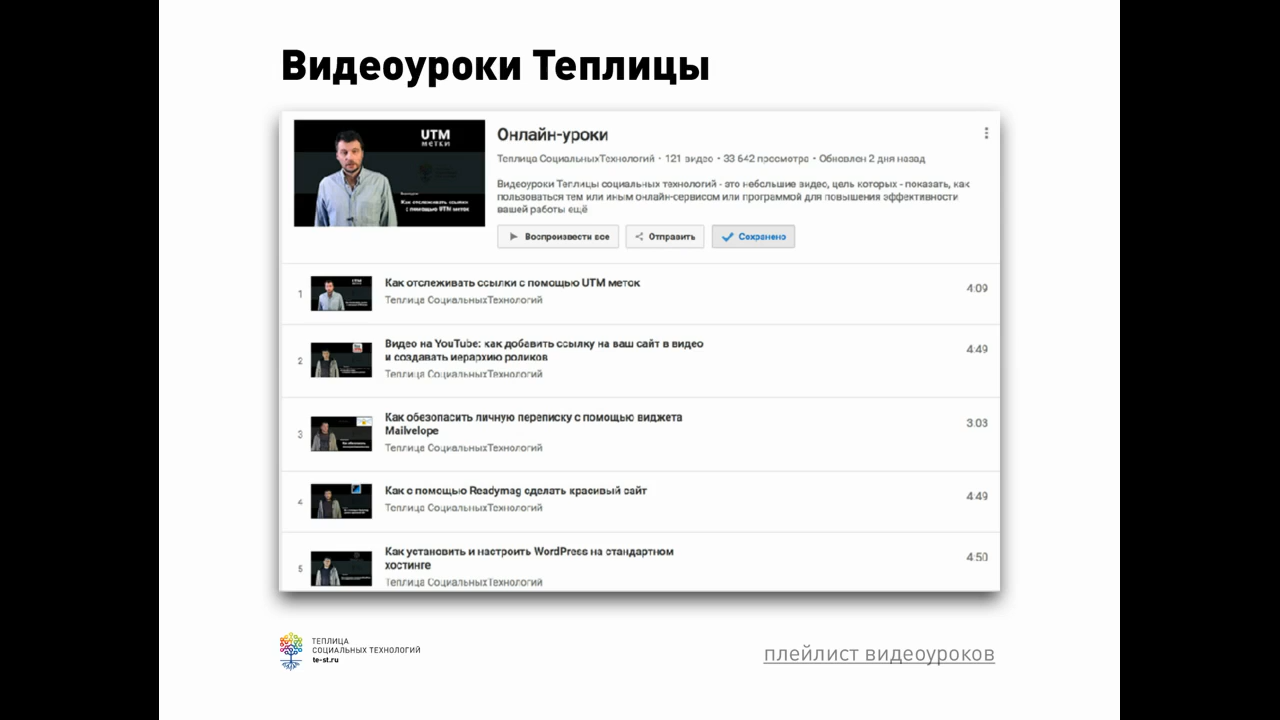 Видеоуроки Теплицы
UTM
метки
Как отслеживать ссылки
с помощью UTM меток
Онлайн-уроки
Теплица СоциальныхТехнологий • 121 видео • 33 642 просмотра • Обновлен 2 дня назад
Видеоуроки Теплицы социальных технологий - это небольшие видео, цель которых - показать, как
пользоваться тем или иным онлайн-сервисом или программой для повышения эффективности
вашей работы ещё
Воспроизвести все
Отправить
Сохранено
1
Как отслеживать ссылки с помощью UTM меток
4:09
Теплица СоциальныхТехнологий
2
Видео на YouTube: как добавить ссылку на ваш сайт в видео
и создавать иерархию роликов
4:49
Теплица СоциальныхТехнологий
3
Как обезопасить личную переписку с помощью виджета
Mailvelope
3:03
Теплица СоциальныхТехнологий
4
Как с помощью Readymag сделать красивый сайт
4:49
Теплица СоциальныхТехнологий
5
Как установить и настроить WordPress на стандартном
хостинге
4:50
Теплица СоциальныхТехнологий
ТЕПЛИЦА
СОЦИАЛЬНЫХ ТЕХНОЛОГИЙ
te-st.ru
плейлист видеоуроков